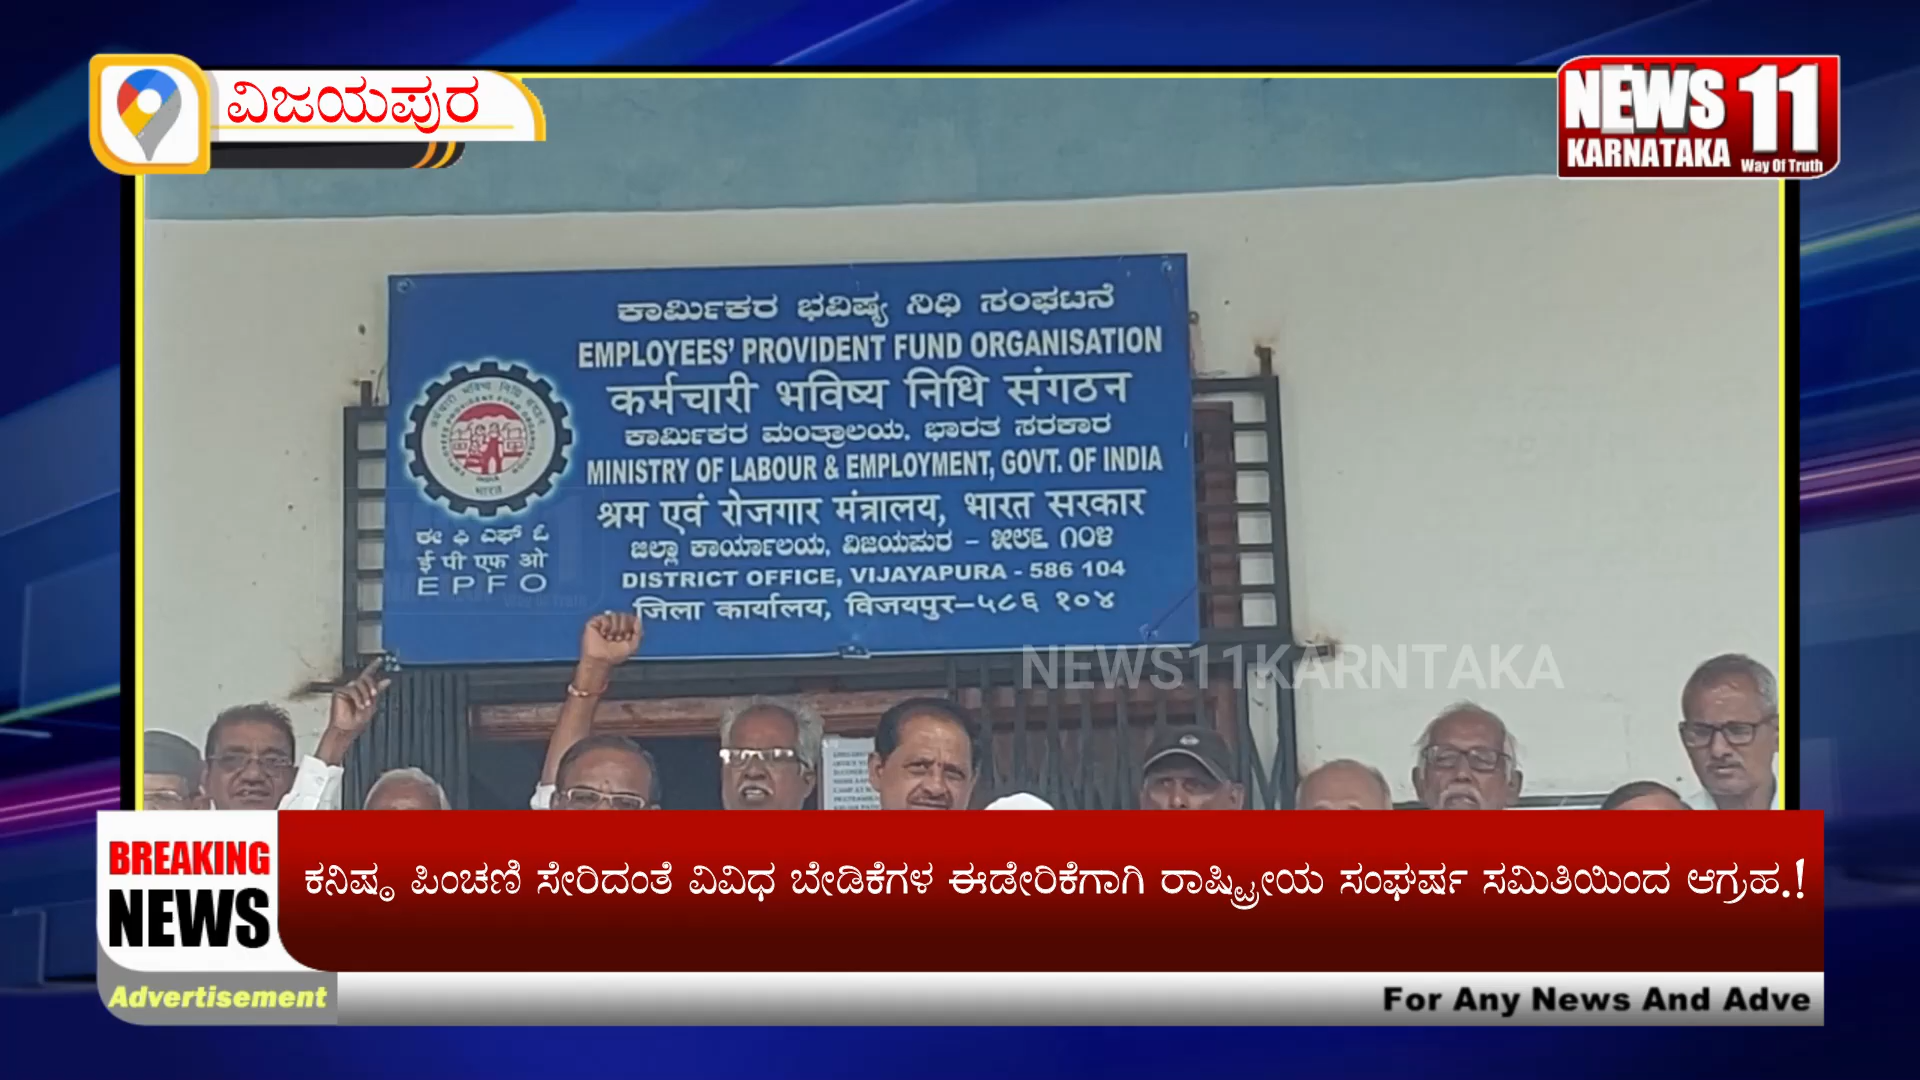 ವಿಜಯಪುರ
NEWS 11
KARNATAKA
Way Of Truth
ಕಾರ್ಮಿಕರ ಭವಿಷ್ಯ ನಿಧಿ ಸಂಘಟನೆ
EMPLOYEES' PROVIDENT FUND ORGANISATION
कर्मचारी भविष्य निधि संगठन
ಕಾರ್ಮಿಕರ ಮಂತ್ರಾಲಯ, ಭಾರತ ಸರಕಾರ
MINISTRY OF LABOUR & EMPLOYMENT, GOVT. OF INDIA
श्रम एवं रोजगार मंत्रालय, भारत सरकार
ಜಿಲ್ಲಾ ಕಾರ್ಯಾಲಯ, ವಿಜಯಪುರ - ೫೮೬ ೧೦೪
DISTRICT OFFICE, VIJAYAPURA - 586 104
जिला कार्यालय, विजयपुर-५८६ १०४
ಈ ಫಿ ಎಫ್ ಓ
ई पी एफ ओ
EPFO
NEWS11KARNTAKA
BREAKING
NEWS
ಕನಿಷ್ಠ ಪಿಂಚಣಿ ಸೇರಿದಂತೆ ವಿವಿಧ ಬೇಡಿಕೆಗಳ ಈಡೇರಿಕೆಗಾಗಿ ರಾಷ್ಟ್ರೀಯ ಸಂಘರ್ಷ ಸಮಿತಿಯಿಂದ ಆಗ್ರಹ.!
Advertisement
For Any News And Adve